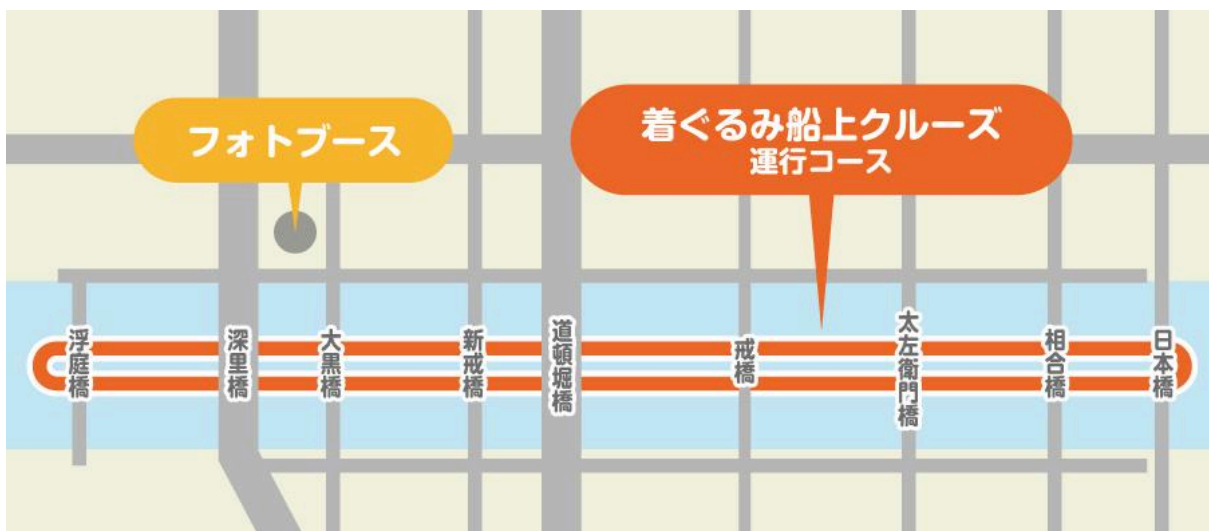 フォトブース
着ぐるみ船上クルーズ
運行コース
浮庭橋
深里橋
大黒橋
新戎橋
道頓堀橋
戎橋
太左衛門橋
相合橋
日本橋